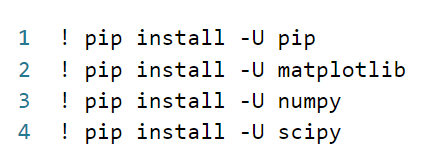 1 ! pip install -U pip
2 ! pip install -U matplotlib
3 ! pip install -U numpy
4 ! pip install -U scipy